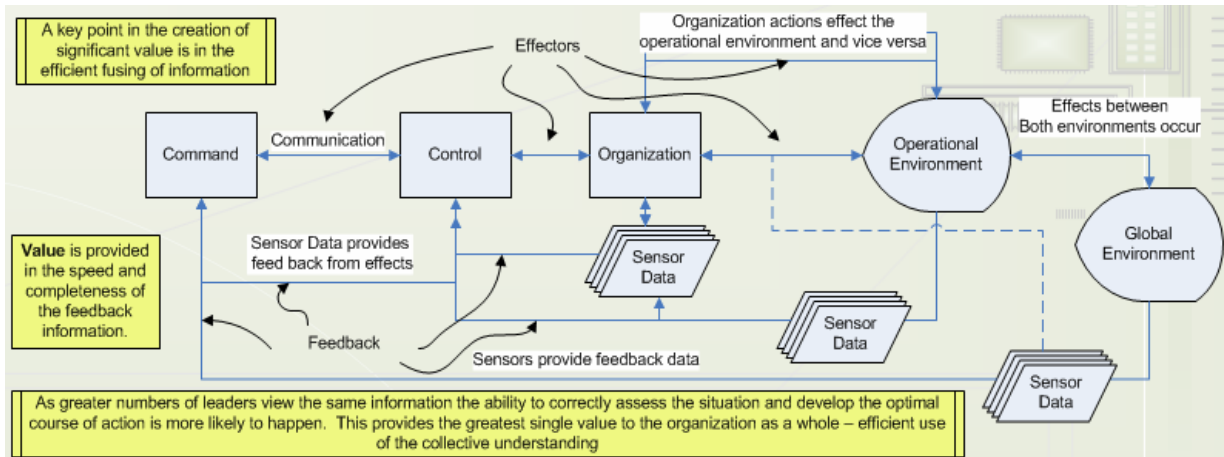 A key point in the creation of
significant value is in the
efficient fusing of information
Effectors
Organization actions effect the
operational environment and vice versa
Effects between
Both environments occur
Command
Communication
Control
Organization
Operational
Environment
Global
Environment
Value is provided
in the speed and
completeness of
the feedback
information.
Sensor Data provides
feed back from effects
Sensor
Data
Sensor
Data
Sensor
Data
Feedback
Sensors provide feedback data
As greater numbers of leaders view the same information the ability to correctly assess the situation and develop the optimal
course of action is more likely to happen.  This provides the greatest single value to the organization as a whole – efficient use
of the collective understanding